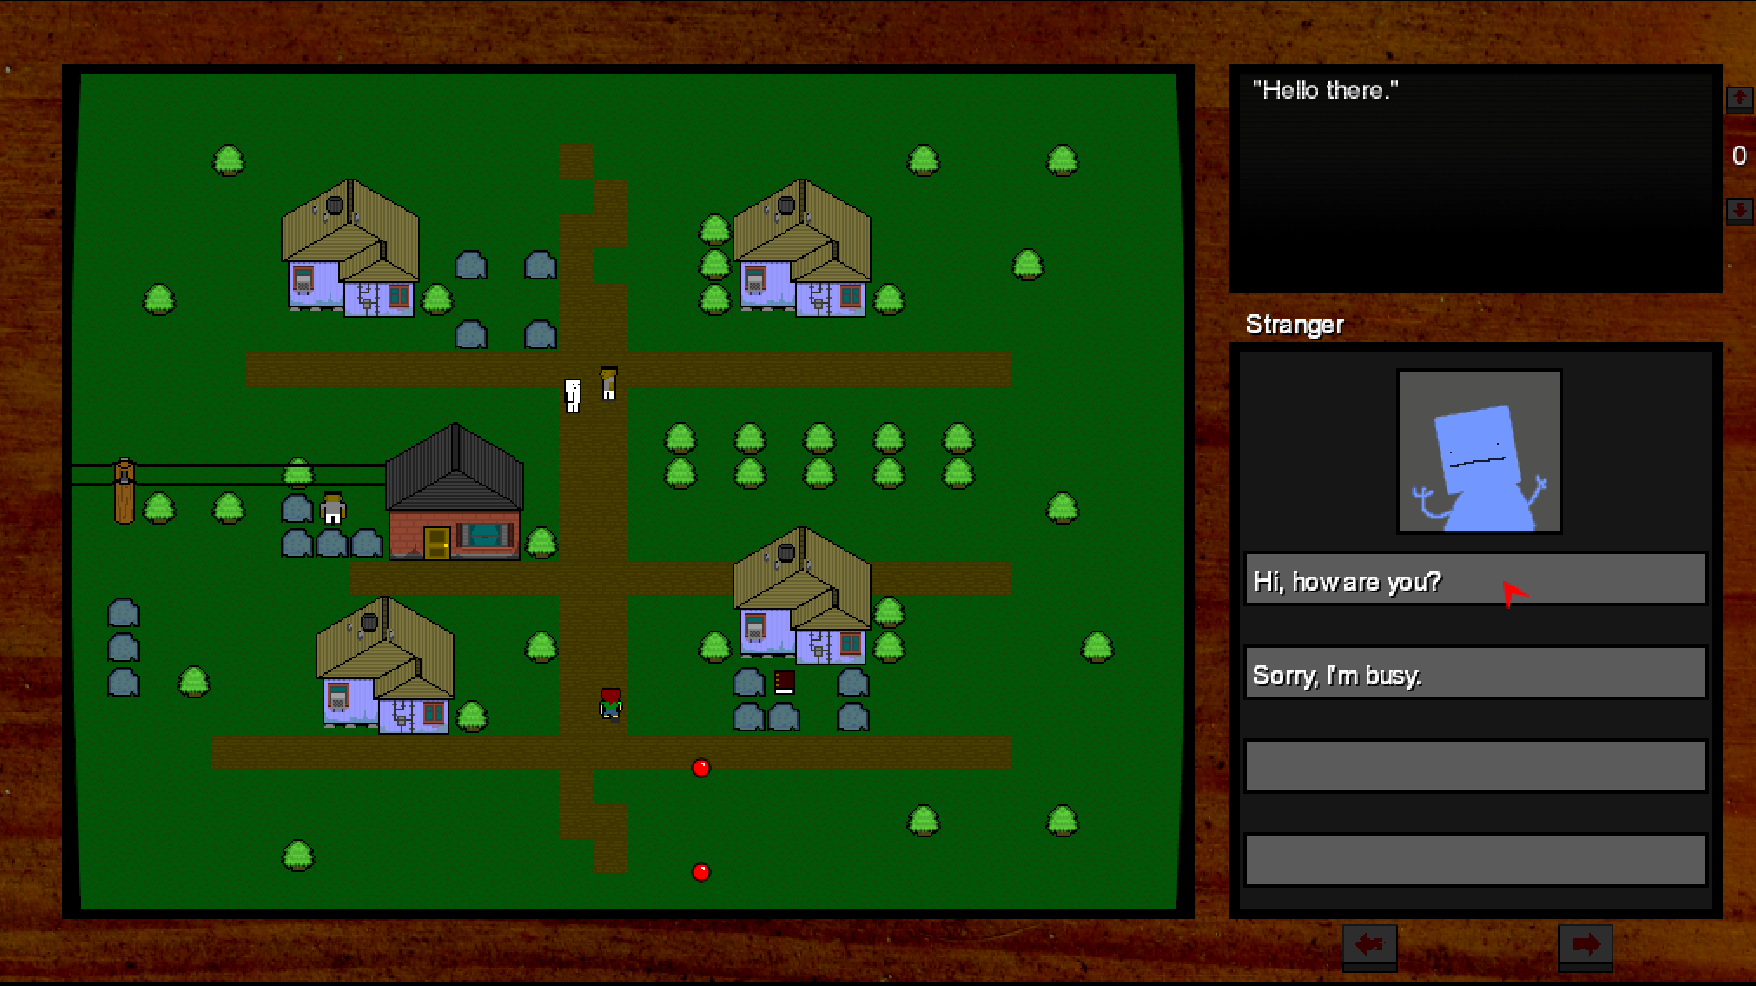 "Hello there."
0
Stranger
Hi, how are you?
Sorry, I'm busy.